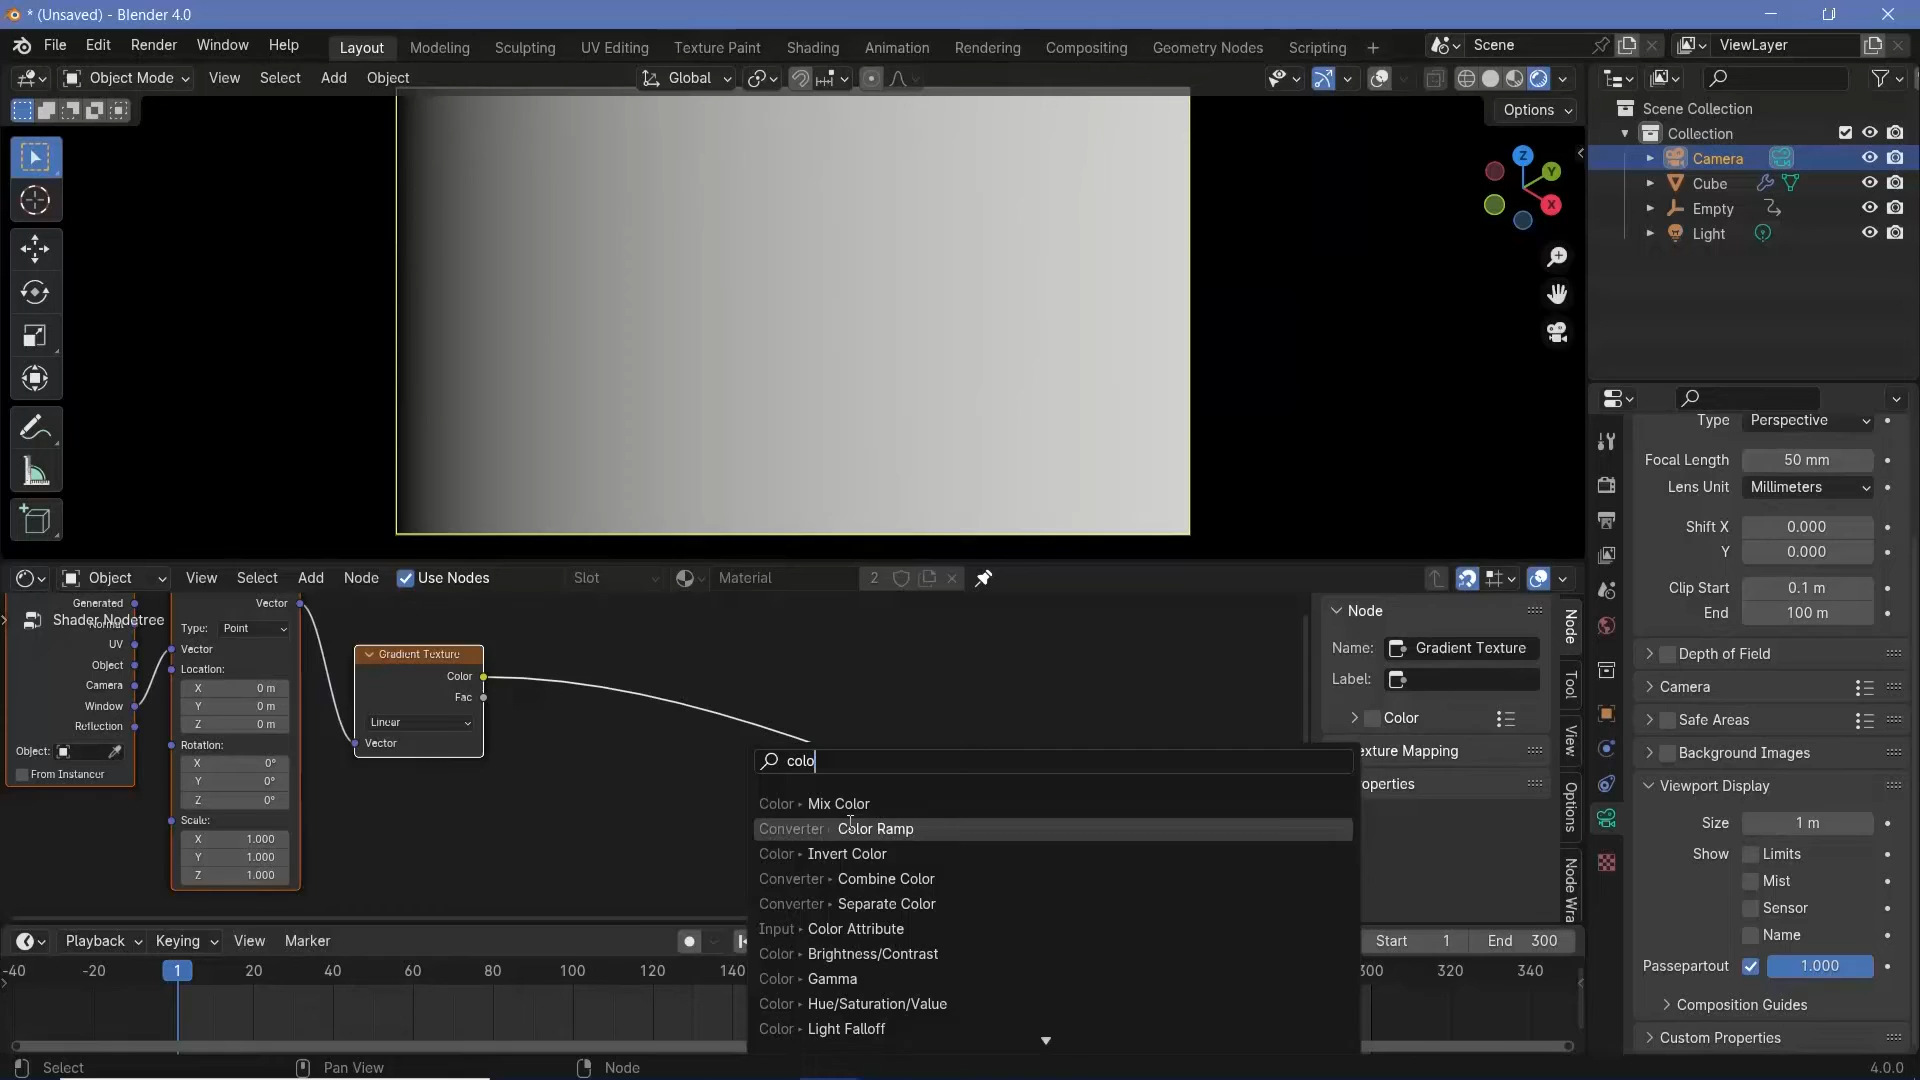 * (Unsaved) - Blender 4.0
File Edit Render Window Help Layout Modeling Sculpting UV Editing Texture Paint Shading Animation Rendering Compositing Geometry Nodes Scripting + Scene ViewLayer
Object Mode View Select Add Object Global
Options
Scene Collection
Collection
Camera
Cube
Empty
Light
Z
Y
X
Type Perspective
Focal Length 50 mm
Lens Unit Millimeters
Shift X 0.000
Y 0.000
Clip Start 0.1 m
End 100 m
Depth of Field
Camera
Safe Areas
Background Images
Viewport Display
Size 1 m
Show Limits
Mist
Sensor
Name
Passepartout 1.000
Composition Guides
Custom Properties
Object View Select Add Node Use Nodes Slot Material 2
Shader Nodetree
Generated
Normal
UV
Object
Camera
Window
Reflection
Object:
From Instancer
Vector
Type: Point
Vector
Location:
X 0 m
Y 0 m
Z 0 m
Rotation:
X 0°
Y 0°
Z 0°
Scale:
X 1.000
Y 1.000
Z 1.000
Gradient Texture
Color
Fac
Linear
Vector
colo
Color Mix Color
Converter Color Ramp
Color Invert Color
Converter Combine Color
Converter Separate Color
Input Color Attribute
Color Brightness/Contrast
Color Gamma
Color Hue/Saturation/Value
Color Light Falloff
Node
Name: Gradient Texture
Label:
Color
exture Mapping
operties
Node
Tool
View
Options
Node Wra
Playback Keying View Marker Start 1 End 300
-40 -20 1 20 40 60 80 100 120 140 300 320 340
Select Pan View Node 4.0.0